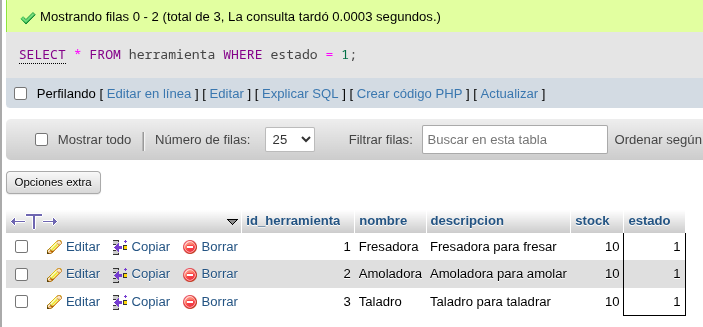 Mostrando filas 0 - 2 (total de 3, La consulta tardó 0.0003 segundos.)
SELECT * FROM herramienta WHERE estado = 1;
Perfilando [ Editar en línea ] [ Editar ] [ Explicar SQL ] [ Crear código PHP ] [ Actualizar ]
Mostrar todo Número de filas: 25 Filtrar filas: Buscar en esta tabla Ordenar según
Opciones extra
id_herramienta nombre descripcion stock estado
Editar Copiar Borrar 1 Fresadora Fresadora para fresar 10 1
Editar Copiar Borrar 2 Amoladora Amoladora para amolar 10 1
Editar Copiar Borrar 3 Taladro Taladro para taladrar 10 1